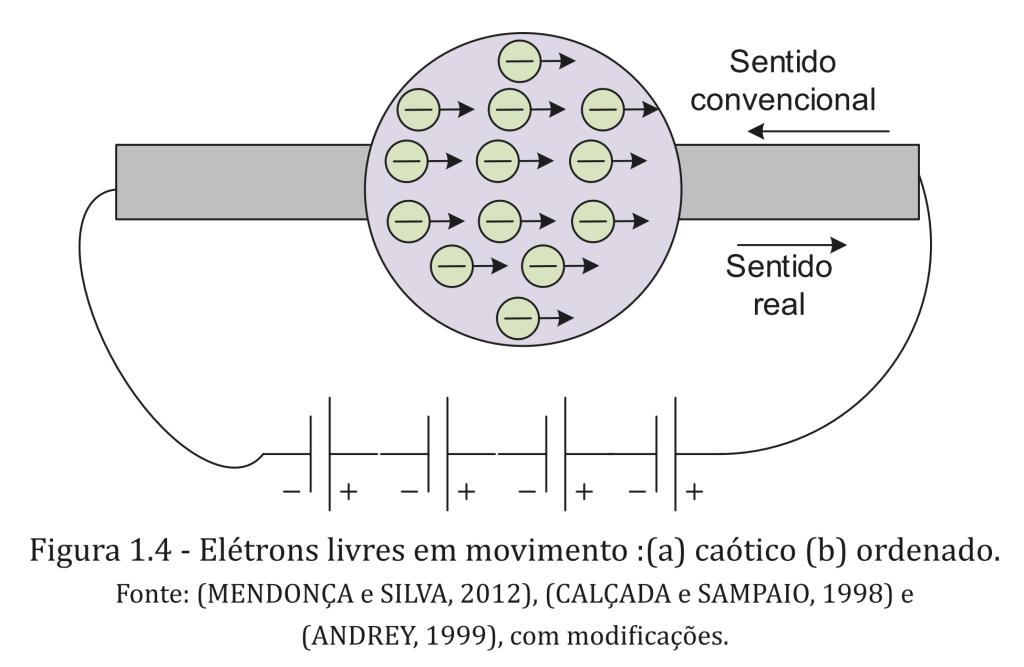 Sentido
convencional
Sentido
real
− + − + − + − +
Figura 1.4 - Elétrons livres em movimento :(a) caótico (b) ordenado.
Fonte: (MENDONÇA e SILVA, 2012), (CALÇADA e SAMPAIO, 1998) e
(ANDREY, 1999), com modificações.